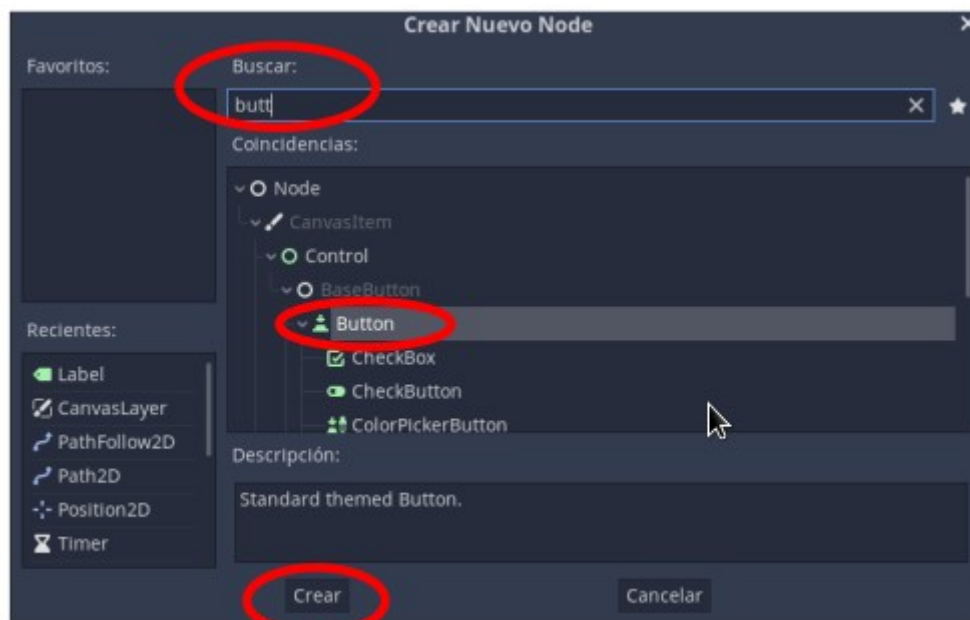 Crear Nuevo Node
Favoritos:
Buscar:
butt
Coincidencias:
Node
CanvasItem
Control
BaseButton
Button
CheckBox
CheckButton
ColorPickerButton
Recientes:
Label
CanvasLayer
PathFollow2D
Path2D
Position2D
Timer
Descripción:
Standard themed Button.
Crear
Cancelar